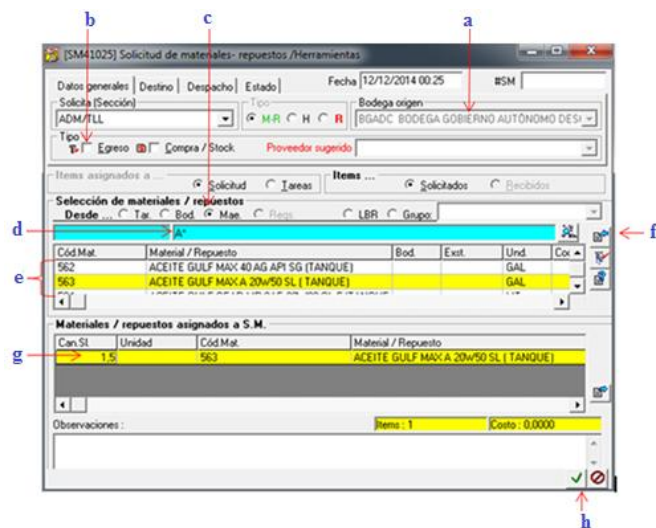 c
b
a
[SM41025] Solicitud de materiales- repuestos /Herramientas
Datos generales Destino Despacho Estado Fecha 12/12/2014 00:25 #SM
Solicita (Sección) Tipo Bodega origen
ADM/TLL M-R H R BGADC BODEGA GOBIERNO AUTÓNOMO DES
Tipo
Egreso Compra / Stock Proveedor sugerido
Items asignados a ... Solicitud Tareas Items ... Solicitados Recibidos
Selección de materiales / repuestos
Desde ... Tar. Bod. Mae. Reqs LBR Grupo:
d A* f
Cód.Mat. Material / Repuesto Bod. Exst. Und.
e 562 ACEITE GULF MAX 40 AG API SG (TANQUE) GAL
563 ACEITE GULF MAX A 20W50 SL ( TANQUE) GAL
Materiales / repuestos asignados a S.M.
Can.Sl. Unidad Cód.Mat. Material / Repuesto
g 1,5 563 ACEITE GULF MAX A 20W50 SL ( TANQUE)
Observaciones : Items : 1 Costo : 0,0000
h